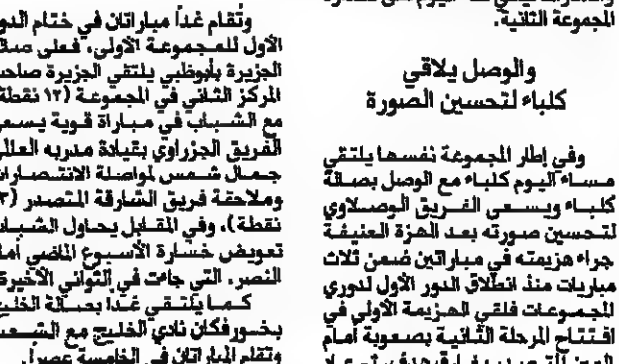 المجموعة الثانية.
والوصل يلاقي
كلباء لتحسين الصورة
وفي إطار المجموعة نفسها يلتقي
مساء اليوم كلباء مع الوصل بصالة
كلباء ويسعى الفريق الوصلاوي
لتحسين صورته بعد الهزة العنيفة
جراء هزيمته في مباراتين ضمن ثلاث
مباريات منذ انطلاق الدور الأول لدوري
المجموعات فلقي الهزيمة الأولى في
افتتاح المرحلة الثانية بصعوبة أمام
وتقام غداً مباراتان في ختام الدو
الأول للمجموعة الأولى، فعلى صالة
الجزيرة بأبوظبي يلتقي الجزيرة صاحب
المركز الثاني في المجموعة (١٢ نقطة
مع الشباب في مباراة قوية يسعى
الفريق الجزراوي بقيادة مدربه العالي
جمال شمس لمواصلة الانتصارات
وملاحقة فريق الشارقة المتصدر (٣
نقطة)، وفي المقابل يحاول الشباب
تعويض خسارة الأسبوع الماضي أما
النصر. التي جاءت في الثواني الأخيرة
كما يلتقي غدا بصالة الخليج
بخورفكان نادي الخليج مع الشعب
وتقام المباراتان في الخامسة عصرا.